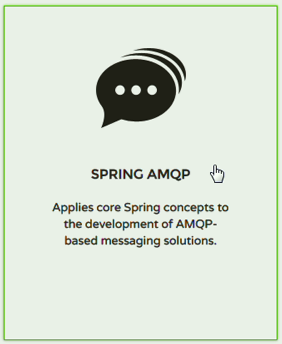 SPRING AMQP
Applies core Spring concepts to
the development of AMQP-
based messaging solutions.